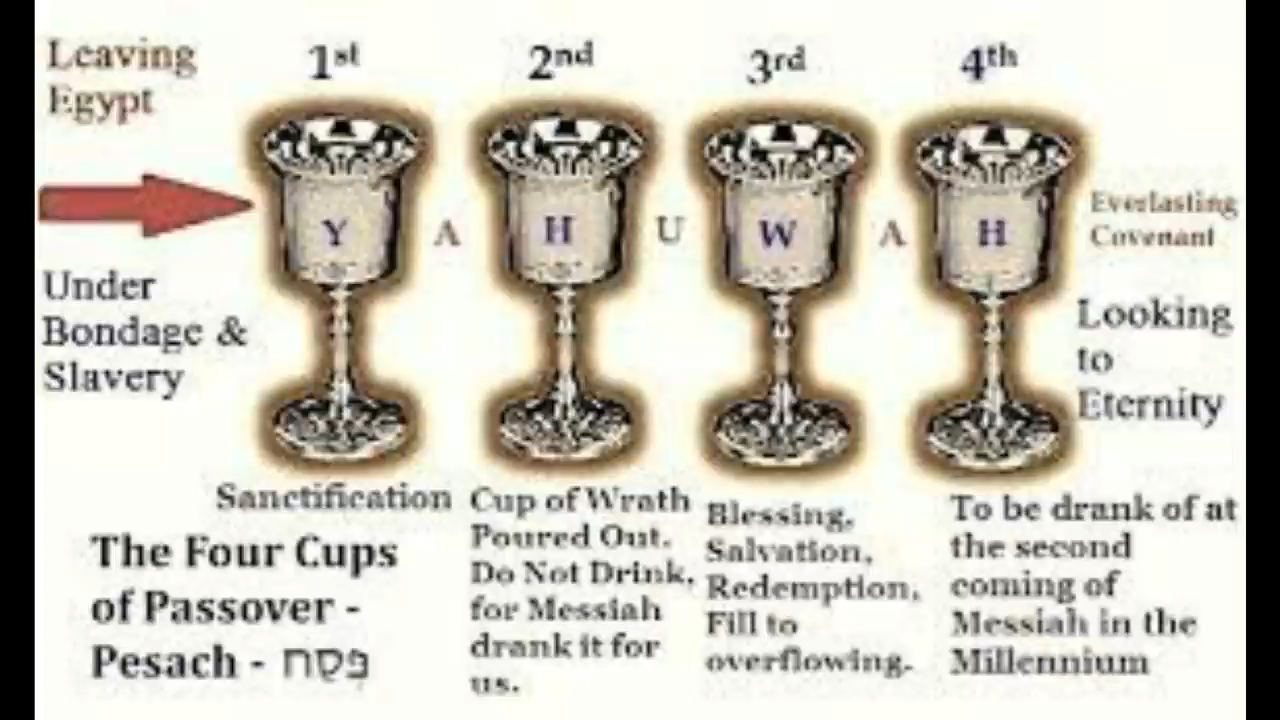 Leaving
Egypt
1st
2nd
3rd
4th
Y A H U W A H
Everlasting
Covenant
Under
Bondage &
Slavery
Looking
to
Eternity
Sanctification
The Four Cups
of Passover -
Pesach - פסח
Cup of Wrath
Poured Out.
Do Not Drink,
for Messiah
drank it for
us.
Blessing,
Salvation,
Redemption,
Fill to
overflowing.
To be drank of at
the second
coming of
Messiah in the
Millennium